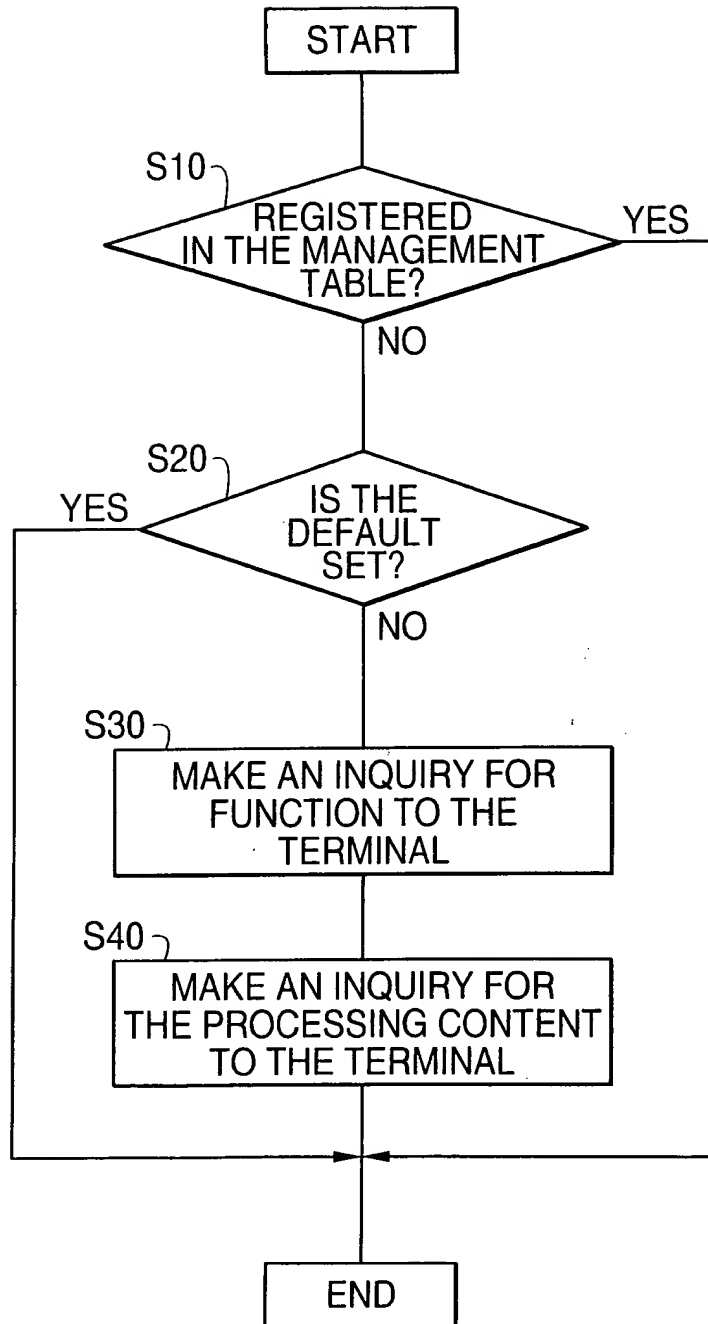 START
S10
REGISTERED
IN THE MANAGEMENT
TABLE?
YES
NO
S20
YES
IS THE
DEFAULT
SET?
NO
S30
MAKE AN INQUIRY FOR
FUNCTION TO THE
TERMINAL
S40
MAKE AN INQUIRY FOR
THE PROCESSING CONTENT
TO THE TERMINAL
END